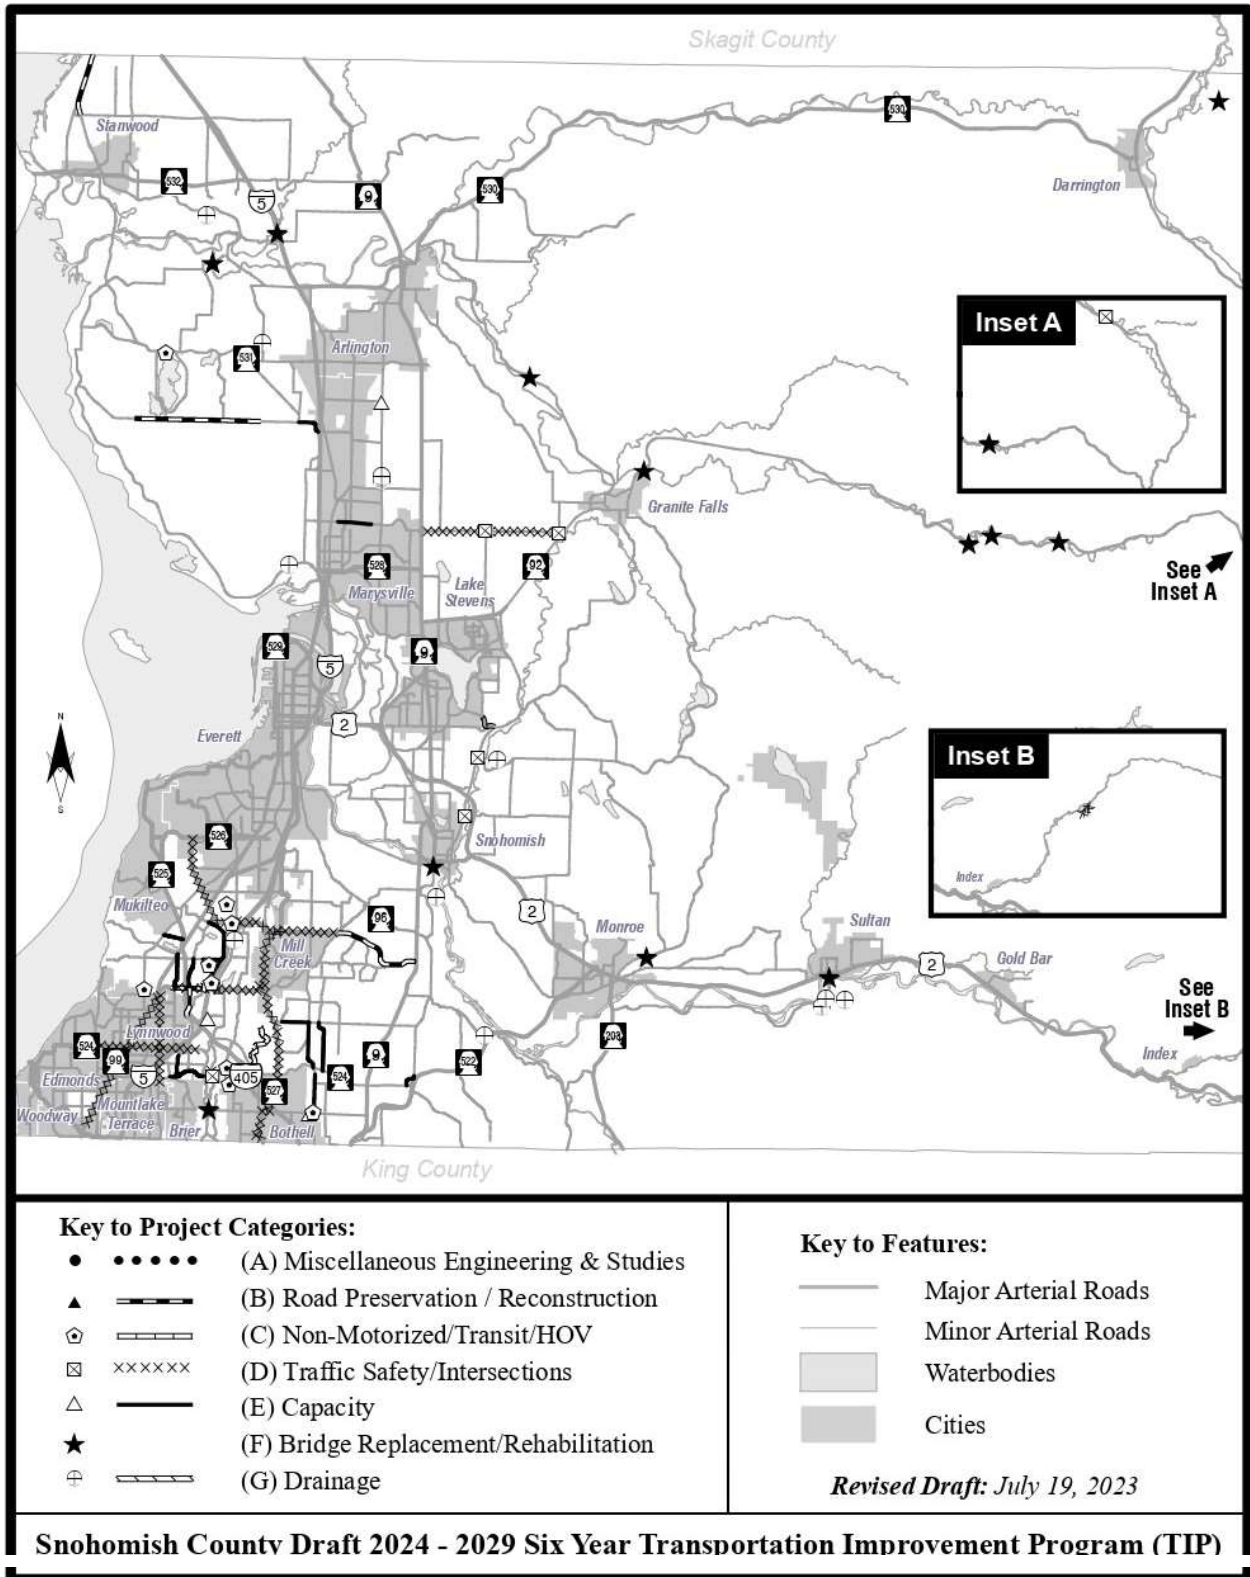 Skagit County
530
Stanwood
532
5
9
530
Darrington
Inset A
531
Arlington
Granite Falls
See
Inset A
528
92
Marysville
Lake
Stevens
529
5
9
2
N
S
Everett
Inset B
Index
526
Snohomish
525
Mukilteo
96
2
Monroe
Sultan
Mill
Creek
2
Gold Bar
See
Inset B
Lynnwood
524
99
5
405
9
522
203
Index
Edmonds
527
524
Woodway
Mountlake
Terrace
Brier
Bothell
King County
Key to Project Categories:
(A) Miscellaneous Engineering & Studies
(B) Road Preservation / Reconstruction
(C) Non-Motorized/Transit/HOV
(D) Traffic Safety/Intersections
(E) Capacity
(F) Bridge Replacement/Rehabilitation
(G) Drainage
Key to Features:
Major Arterial Roads
Minor Arterial Roads
Waterbodies
Cities
Revised Draft: July 19, 2023
Snohomish County Draft 2024 - 2029 Six Year Transportation Improvement Program (TIP)